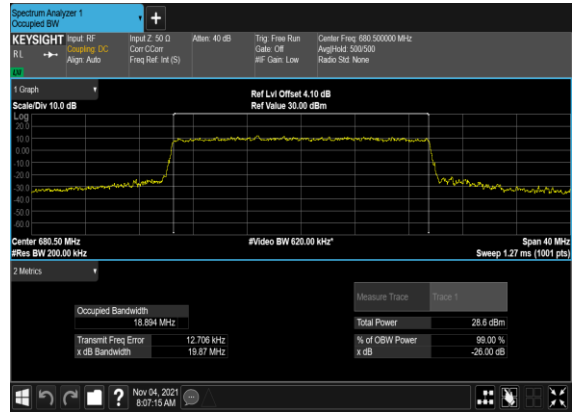 Spectrum Analyzer 1
Occupied BW
+
KEYSIGHT Input: RF Input Z: 50 Ω Atten: 40 dB Trig: Free Run Center Freq: 680.500000 MHz
RL Coupling: DC Corr CCorr Gate: Off Avg|Hold: 500/500
Align: Auto Freq Ref: Int (S) #IF Gain: Low Radio Std: None
LW
1 Graph
Ref Lvl Offset 4.10 dB
Scale/Div 10.0 dB Ref Value 30.00 dBm
Log
20.0
10.0
0.00
-10.0
-20.0
-30.0
-40.0
-50.0
-60.0
Center 680.50 MHz #Video BW 620.00 kHz* Span 40 MHz
#Res BW 200.00 kHz Sweep 1.27 ms (1001 pts)
2 Metrics
Measure Trace Trace 1
Occupied Bandwidth
18.894 MHz Total Power 28.6 dBm
Transmit Freq Error 12.706 kHz % of OBW Power 99.00 %
x dB Bandwidth 19.87 MHz x dB -26.00 dB
? Nov 04, 2021
8:07:15 AM